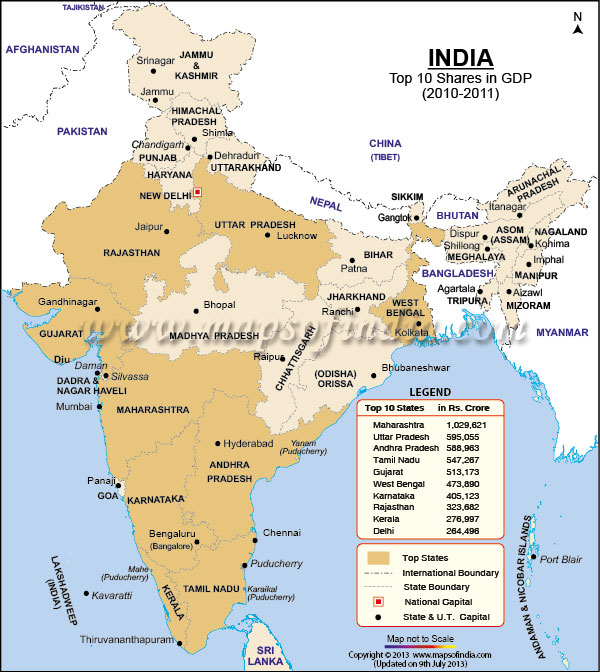 TAJIKISTAN
N
AFGHANISTAN
JAMMU
&
KASHMIR
Srinagar
Jammu
INDIA
Top 10 Shares in GDP
(2010-2011)
HIMACHAL
PRADESH
Shimla
PAKISTAN
Chandigarh
PUNJAB
Dehradun
UTTARAKHAND
CHINA
(TIBET)
HARYANA
NEW DELHI
NEPAL
SIKKIM
Gangtok
BHUTAN
ARUNACHAL
PRADESH
Itanagar
Jaipur
RAJASTHAN
UTTAR PRADESH
Lucknow
BIHAR
Patna
Dispur
ASOM
(ASSAM)
NAGALAND
Kohima
Shillong
MEGHALAYA
Imphal
MANIPUR
BANGLADESH
Agartala
TRIPURA
Aizawl
MIZORAM
MYANMAR
Gandhinagar
GUJARAT
Bhopal
MADHYA PRADESH
JHARKHAND
Ranchi
WEST
BENGAL
Kolkata
www.mapsofindia.com
Diu
Daman
Silvassa
DADRA &
NAGAR HAVELI
Raipur
CHHATTISGARH
(ODISHA)
ORISSA
Bhubaneshwar
Mumbai
MAHARASHTRA
Hyderabad
Yanam
(Puducherry)
ANDHRA
PRADESH
Panaji
GOA
KARNATAKA
Bengaluru
(Bangalore)
Chennai
Mahe
(Puducherry)
Puducherry
TAMIL NADU
Karaikal
(Puducherry)
KERALA
LAKSHADWEEP
(INDIA)
Kavaratti
Thiruvananthapuram
SRI
LANKA
ANDAMAN & NICOBAR ISLANDS
Port Blair
LEGEND
Top 10 States in Rs. Crore
Maharashtra 1,029,621
Uttar Pradesh 595,055
Andhra Pradesh 588,963
Tamil Nadu 547,267
Gujarat 513,173
West Bengal 473,890
Karnataka 405,123
Rajasthan 323,682
Kerala 276,997
Delhi 264,496
Top States
International Boundary
State Boundary
National Capital
State & U.T. Capital
Map not to Scale
Copyright © 2013 www.mapsofindia.com
(Updated on 9th July 2013)